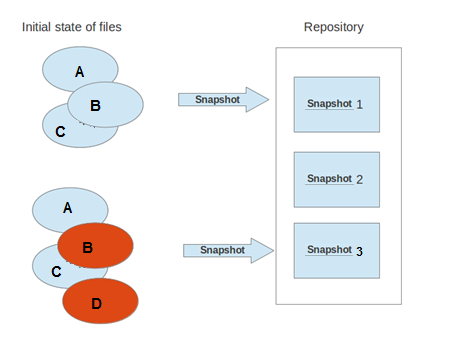 Initial state of files
Repository
A
B
C
Snapshot
Snapshot 1
Snapshot 2
A
B
C
D
Snapshot
Snapshot 3